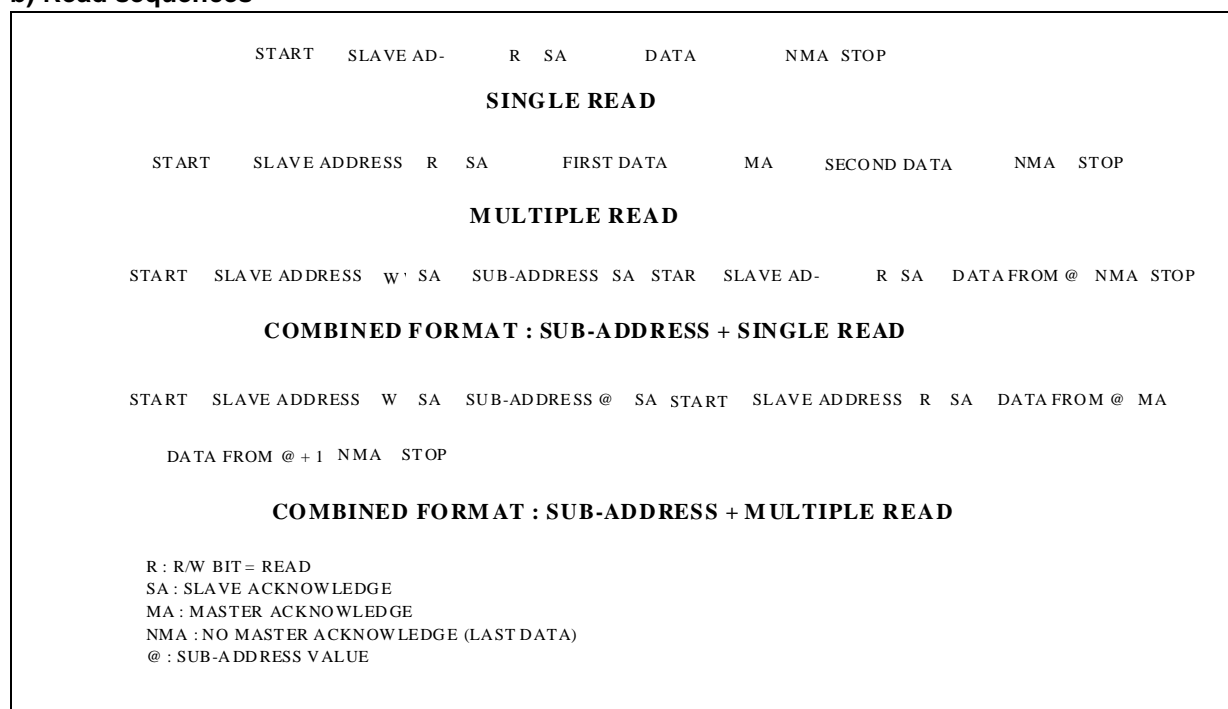 b) Read sequences
START SLAVE AD- R SA DATA NMA STOP
SINGLE READ
START SLAVE ADDRESS R SA FIRST DATA MA SECOND DATA NMA STOP
MULTIPLE READ
START SLAVE ADDRESS W' SA SUB-ADDRESS SA STAR SLAVE AD- R SA DATA FROM @ NMA STOP
COMBINED FORMAT : SUB-ADDRESS + SINGLE READ
START SLAVE ADDRESS W SA SUB-ADDRESS @ SA START SLAVE ADDRESS R SA DATA FROM @ MA
DATA FROM @ + 1 NMA STOP
COMBINED FORMAT : SUB-ADDRESS + MULTIPLE READ
R : R/W BIT = READ
SA : SLAVE ACKNOWLEDGE
MA : MASTER ACKNOWLEDGE
NMA : NO MASTER ACKNOWLEDGE (LAST DATA)
@ : SUB-ADDRESS VALUE